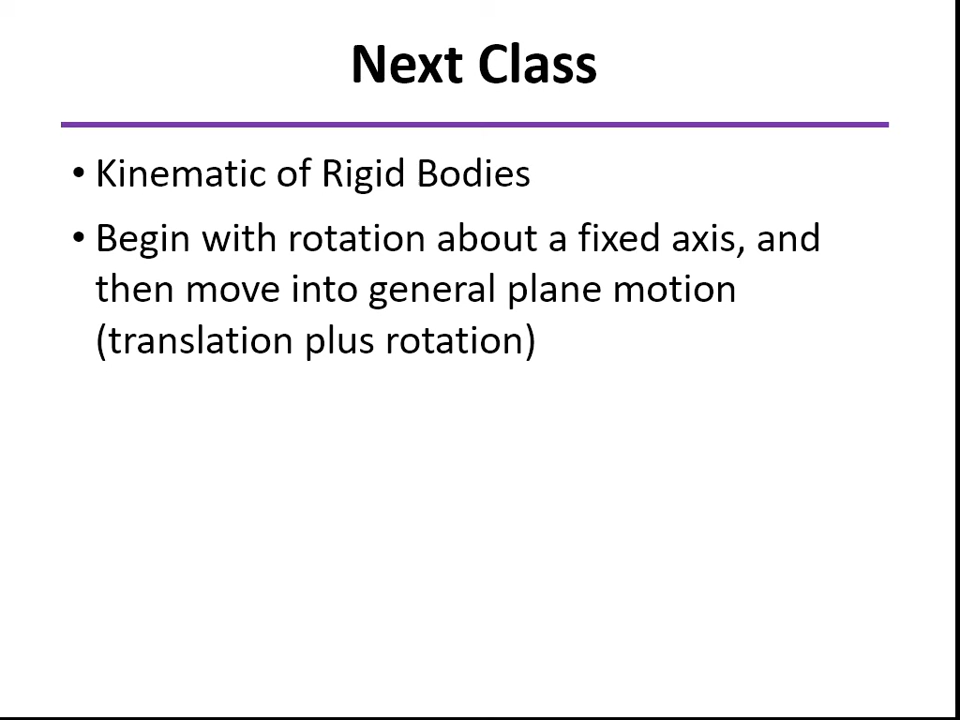 Next Class
• Kinematic of Rigid Bodies
• Begin with rotation about a fixed axis, and
then move into general plane motion
(translation plus rotation)